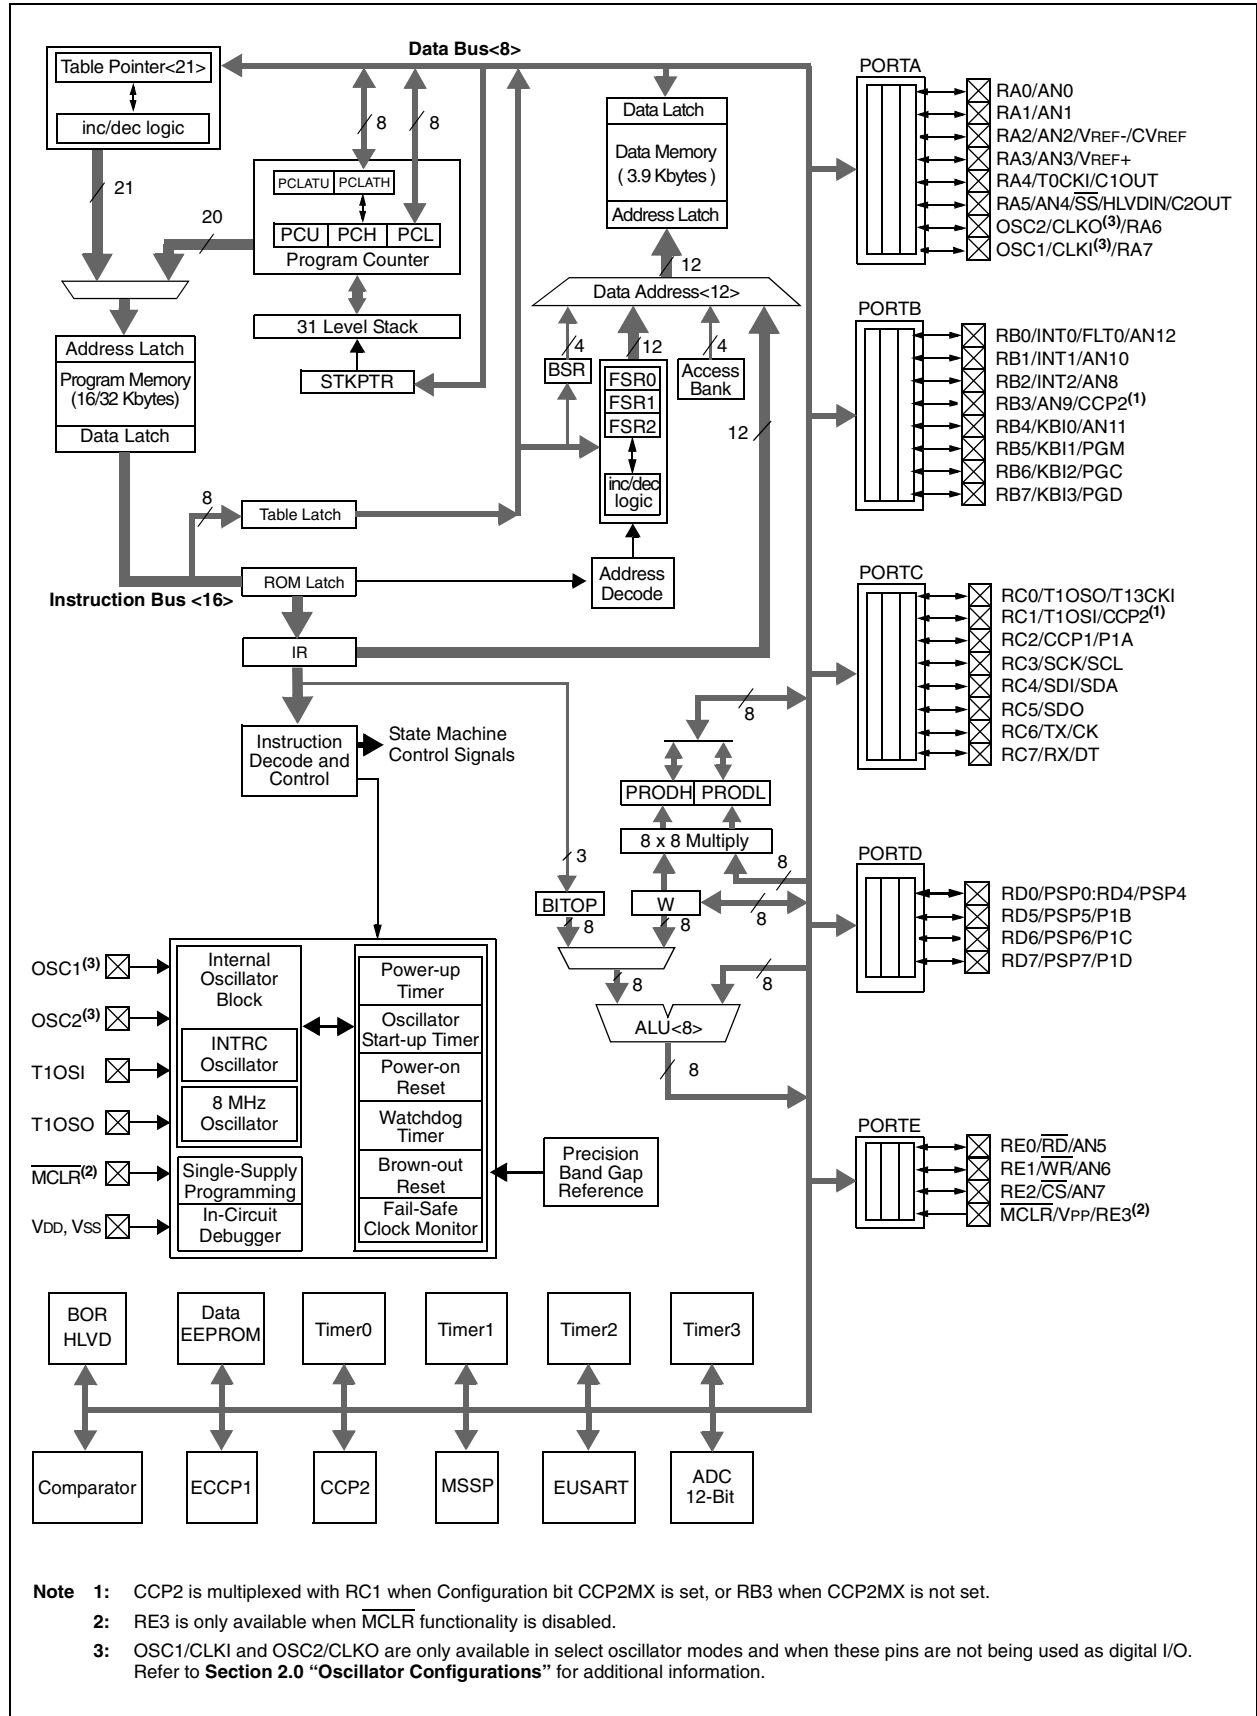 Data Bus<8>
Table Pointer<21>
inc/dec logic
21
20
8
8
PCLATU
PCLATH
PCU
PCH
PCL
Program Counter
31 Level Stack
STKPTR
Data Latch
Data Memory
( 3.9 Kbytes )
Address Latch
12
Data Address<12>
4
12
4
BSR
FSR0
FSR1
FSR2
inc/dec
logic
Access
Bank
12
Address Latch
Program Memory
(16/32 Kbytes)
Data Latch
8
Table Latch
ROM Latch
Instruction Bus <16>
Address
Decode
IR
Instruction
Decode and
Control
State Machine
Control Signals
8
PRODH
PRODL
8 x 8 Multiply
3
8
BITOP
W
8
8
8
8
8
ALU<8>
8
OSC1(3)
OSC2(3)
T1OSI
T1OSO
MCLR(2)
VDD, VSS
Internal
Oscillator
Block
INTRC
Oscillator
8 MHz
Oscillator
Single-Supply
Programming
In-Circuit
Debugger
Power-up
Timer
Oscillator
Start-up Timer
Power-on
Reset
Watchdog
Timer
Brown-out
Reset
Fail-Safe
Clock Monitor
Precision
Band Gap
Reference
PORTA
RA0/AN0
RA1/AN1
RA2/AN2/VREF-/CVREF
RA3/AN3/VREF+
RA4/T0CKI/C1OUT
RA5/AN4/SS/HLVDIN/C2OUT
OSC2/CLKO(3)/RA6
OSC1/CLKI(3)/RA7
PORTB
RB0/INT0/FLT0/AN12
RB1/INT1/AN10
RB2/INT2/AN8
RB3/AN9/CCP2(1)
RB4/KBI0/AN11
RB5/KBI1/PGM
RB6/KBI2/PGC
RB7/KBI3/PGD
PORTC
RC0/T1OSO/T13CKI
RC1/T1OSI/CCP2(1)
RC2/CCP1/P1A
RC3/SCK/SCL
RC4/SDI/SDA
RC5/SDO
RC6/TX/CK
RC7/RX/DT
PORTD
RD0/PSP0:RD4/PSP4
RD5/PSP5/P1B
RD6/PSP6/P1C
RD7/PSP7/P1D
PORTE
RE0/RD/AN5
RE1/WR/AN6
RE2/CS/AN7
MCLR/VPP/RE3(2)
BOR
HLVD
Data
EEPROM
Timer0
Timer1
Timer2
Timer3
Comparator
ECCP1
CCP2
MSSP
EUSART
ADC
12-Bit
Note 1: CCP2 is multiplexed with RC1 when Configuration bit CCP2MX is set, or RB3 when CCP2MX is not set.
2: RE3 is only available when MCLR functionality is disabled.
3: OSC1/CLKI and OSC2/CLKO are only available in select oscillator modes and when these pins are not being used as digital I/O.
Refer to Section 2.0 “Oscillator Configurations” for additional information.